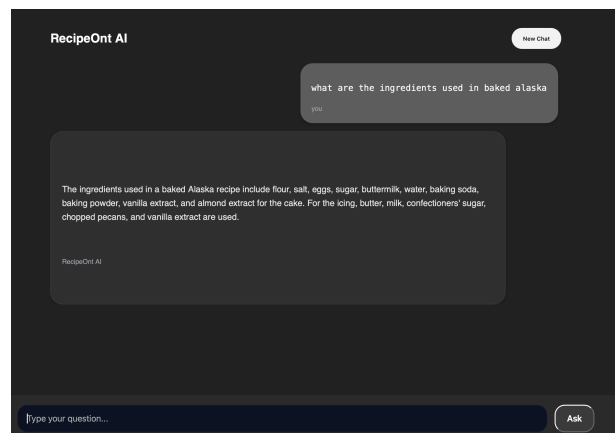 RecipeOnt AI
New Chat
what are the ingredients used in baked alaska
you
The ingredients used in a baked Alaska recipe include flour, salt, eggs, sugar, buttermilk, water, baking soda,
baking powder, vanilla extract, and almond extract for the cake. For the icing, butter, milk, confectioners' sugar,
chopped pecans, and vanilla extract are used.
RecipeOnt AI
Type your question...
Ask